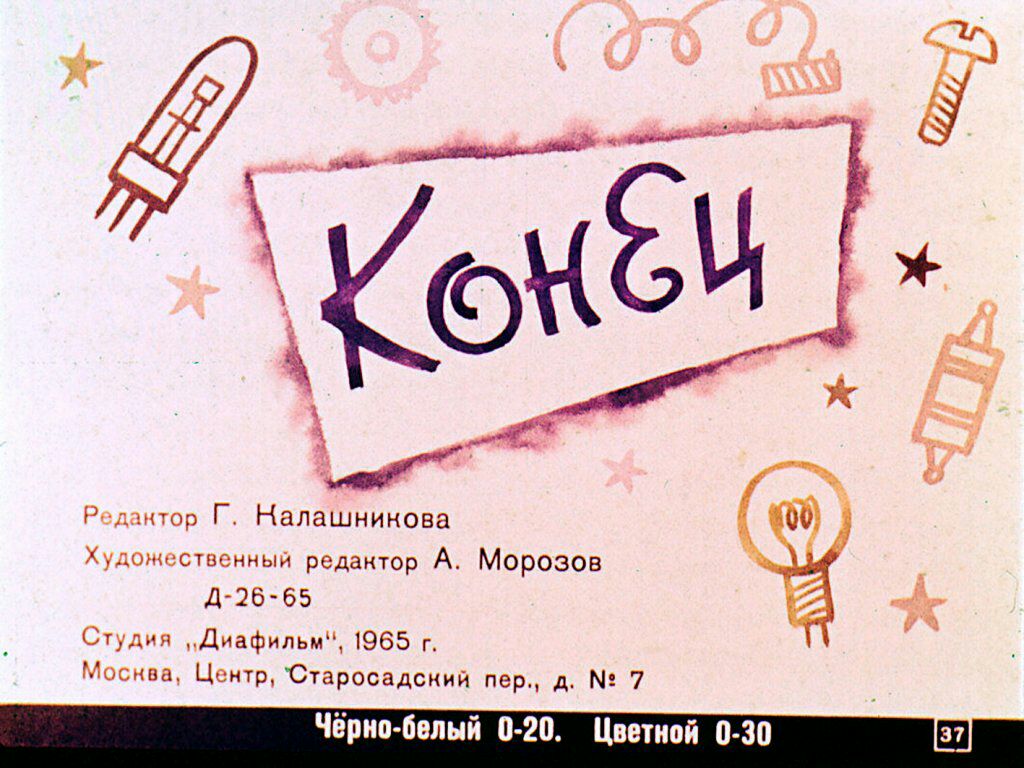 Конец
Редактор Г. Калашникова
Художественный редактор А. Морозов
Д-26-65
Студия „Диафильм“, 1965 г.
Москва, Центр, Старосадский пер., д. № 7
Чёрно-белый 0-20. Цветной 0-30
37